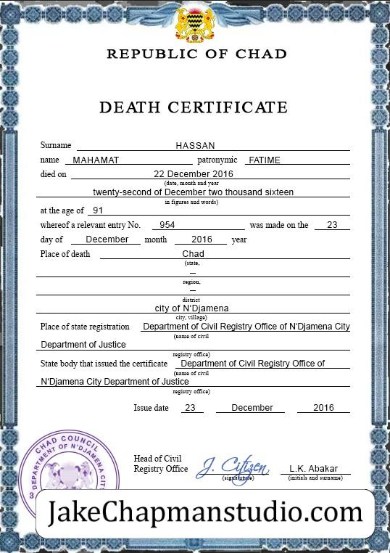 REPUBLIC OF CHAD
DEATH CERTIFICATE
Surname HASSAN
name MAHAMAT patronymic FATIME
died on 22 December 2016
(date, month and year
twenty-second of December two thousand sixteen
in figures and words)
at the age of 91
whereof a relevant entry No. 954 was made on the 23
day of December month 2016 year
Place of death Chad
(state,
—
region,
—
district
city of N'Djamena
city, village)
Place of state registration Department of Civil Registry Office of N'Djamena City
(name of civil
Department of Justice
registry office)
State body that issued the certificate Department of Civil Registry Office of
(name of civil
N'Djamena City Department of Justice
registry office)
Issue date 23 December 2016
CHAD COUNCIL
DEPARTMENT OF N'DJAMENA CITY
Head of Civil
Registry Office J. Citizen, L.K. Abakar
(signature) (initials and surname)
JakeChapmanstudio.com